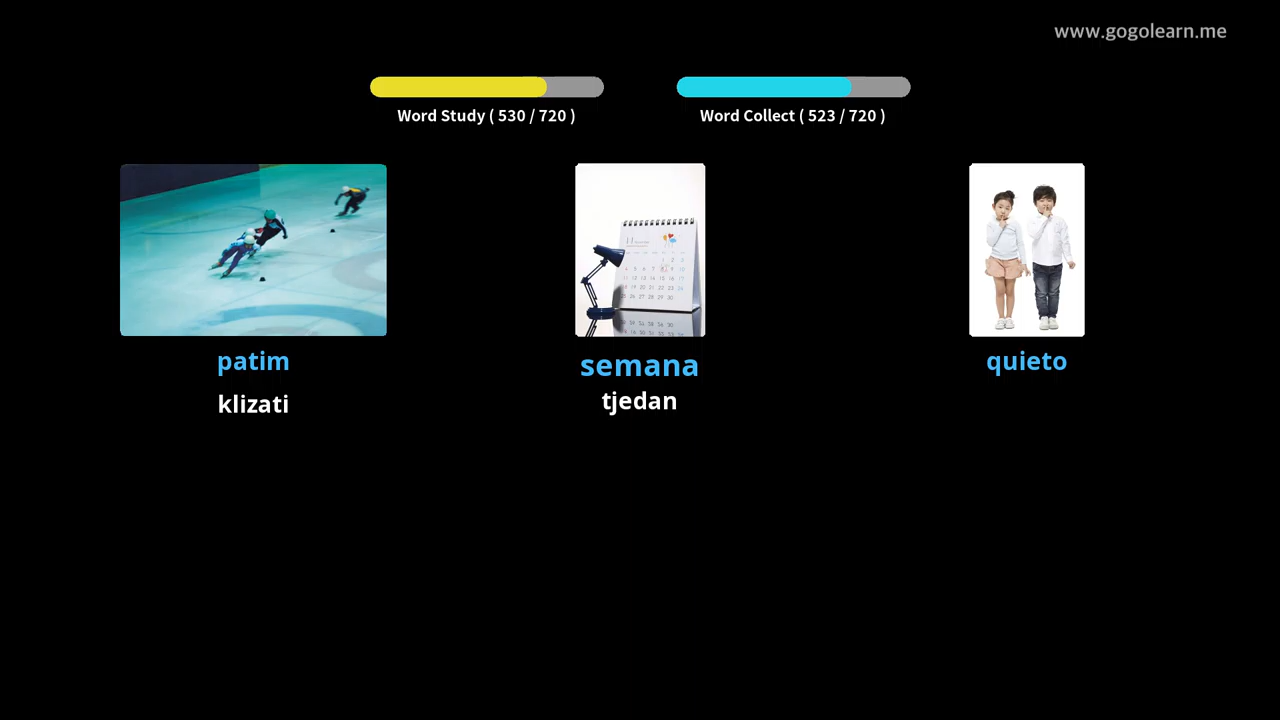 www.gogolearn.me
Word Study ( 530 / 720 )
Word Collect ( 523 / 720 )
patim
semana
quieto
klizati
tjedan